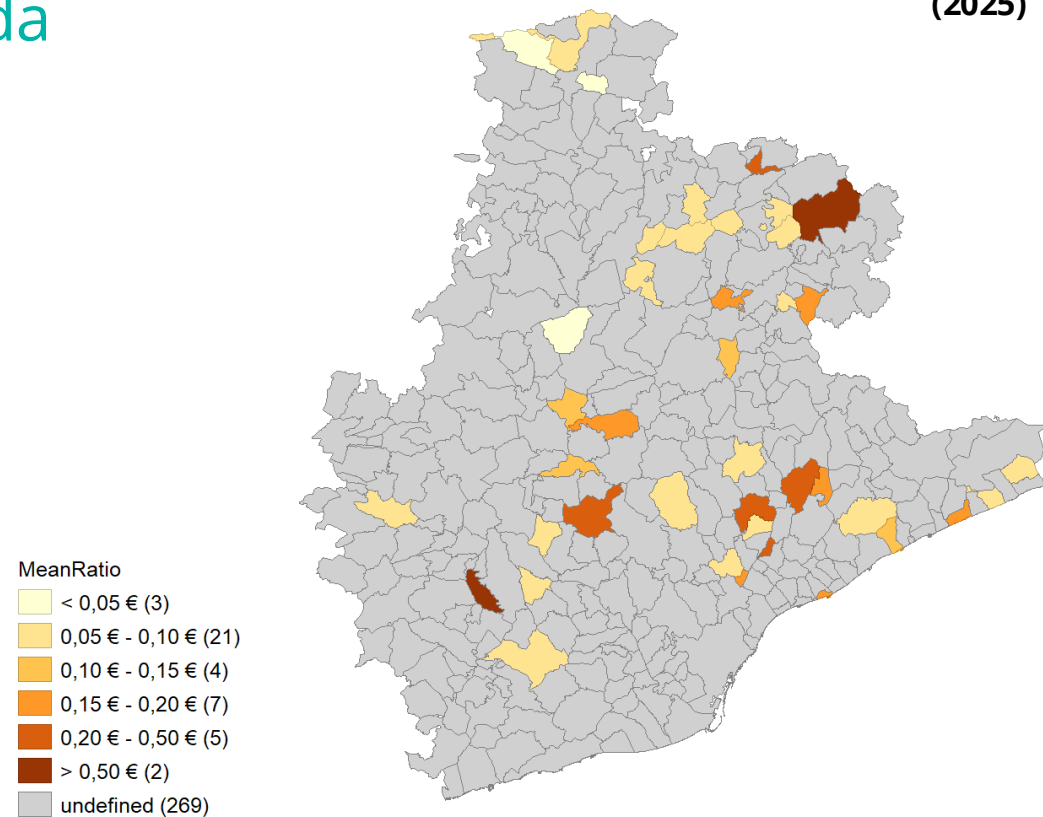 (2025)
MeanRatio
< 0,05 € (3)
0,05 € - 0,10 € (21)
0,10 € - 0,15 € (4)
0,15 € - 0,20 € (7)
0,20 € - 0,50 € (5)
> 0,50 € (2)
undefined (269)